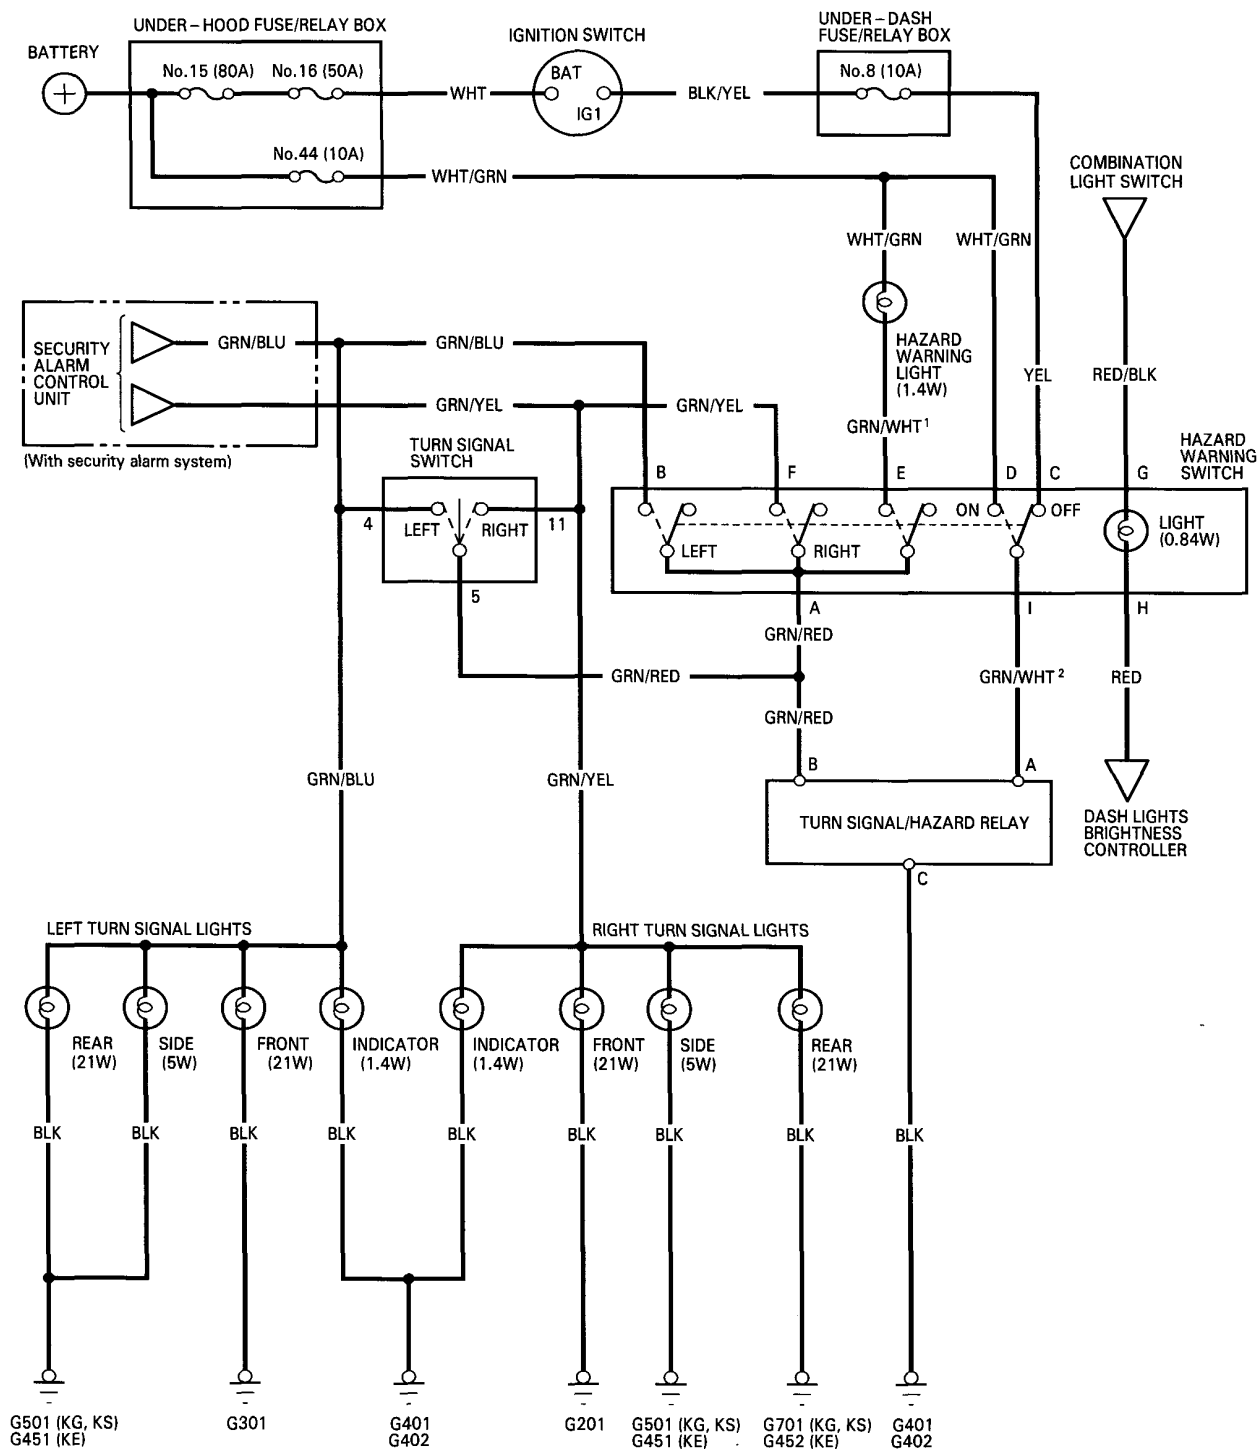 UNDER–HOOD FUSE/RELAY BOX
UNDER–DASH
FUSE/RELAY BOX
IGNITION SWITCH
BATTERY
No.15 (80A)
No.16 (50A)
BAT
IG1
No.8 (10A)
WHT
BLK/YEL
No.44 (10A)
WHT/GRN
COMBINATION
LIGHT SWITCH
WHT/GRN
WHT/GRN
SECURITY
ALARM
CONTROL
UNIT
GRN/BLU
GRN/BLU
HAZARD
WARNING
LIGHT
(1.4W)
YEL
RED/BLK
GRN/YEL
GRN/YEL
GRN/WHT1
(With security alarm system)
TURN SIGNAL
SWITCH
HAZARD
WARNING
SWITCH
B
F
E
D
C
G
4
LEFT
RIGHT
11
ON
OFF
LIGHT
(0.84W)
LEFT
RIGHT
5
A
I
H
GRN/RED
GRN/RED
GRN/WHT2
RED
GRN/RED
B
A
GRN/BLU
GRN/YEL
TURN SIGNAL/HAZARD RELAY
DASH LIGHTS
BRIGHTNESS
CONTROLLER
C
LEFT TURN SIGNAL LIGHTS
RIGHT TURN SIGNAL LIGHTS
REAR
(21W)
SIDE
(5W)
FRONT
(21W)
INDICATOR
(1.4W)
INDICATOR
(1.4W)
FRONT
(21W)
SIDE
(5W)
REAR
(21W)
BLK
BLK
BLK
BLK
BLK
BLK
BLK
BLK
BLK
G501 (KG, KS)
G451 (KE)
G301
G401
G402
G201
G501 (KG, KS)
G451 (KE)
G701 (KG, KS)
G452 (KE)
G401
G402